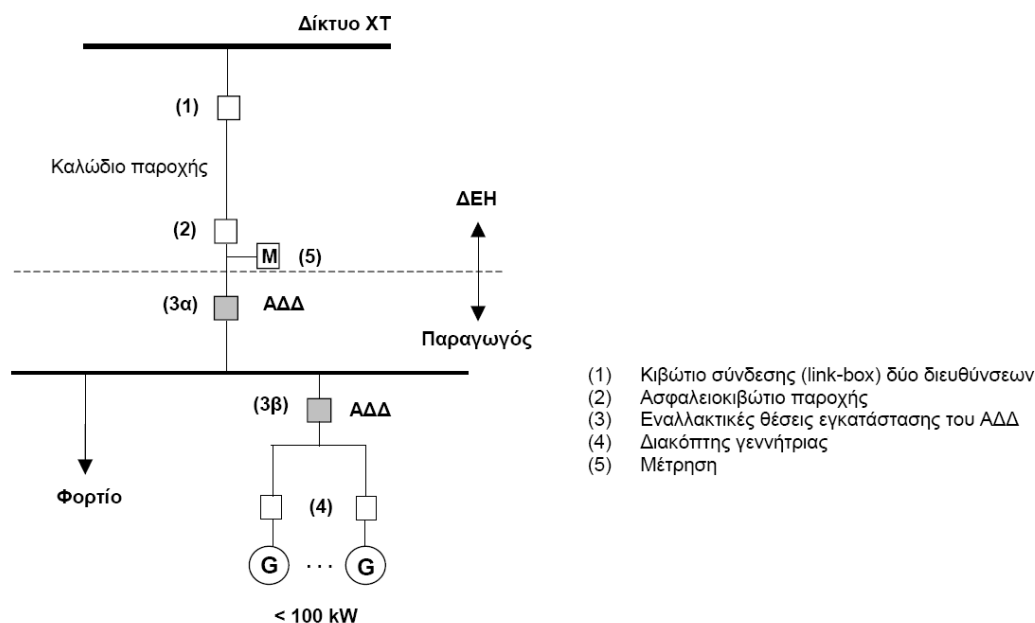 Δίκτυο ΧΤ
(1)
Καλώδιο παροχής
(2)
Μ (5)
ΔΕΗ
(3α) ΑΔΔ
Παραγωγός
(3β) ΑΔΔ
Φορτίο
(4)
G ... G
< 100 kW
(1) Κιβώτιο σύνδεσης (link-box) δύο διευθύνσεων
(2) Ασφαλειοκιβώτιο παροχής
(3) Εναλλακτικές θέσεις εγκατάστασης του ΑΔΔ
(4) Διακόπτης γεννήτριας
(5) Μέτρηση